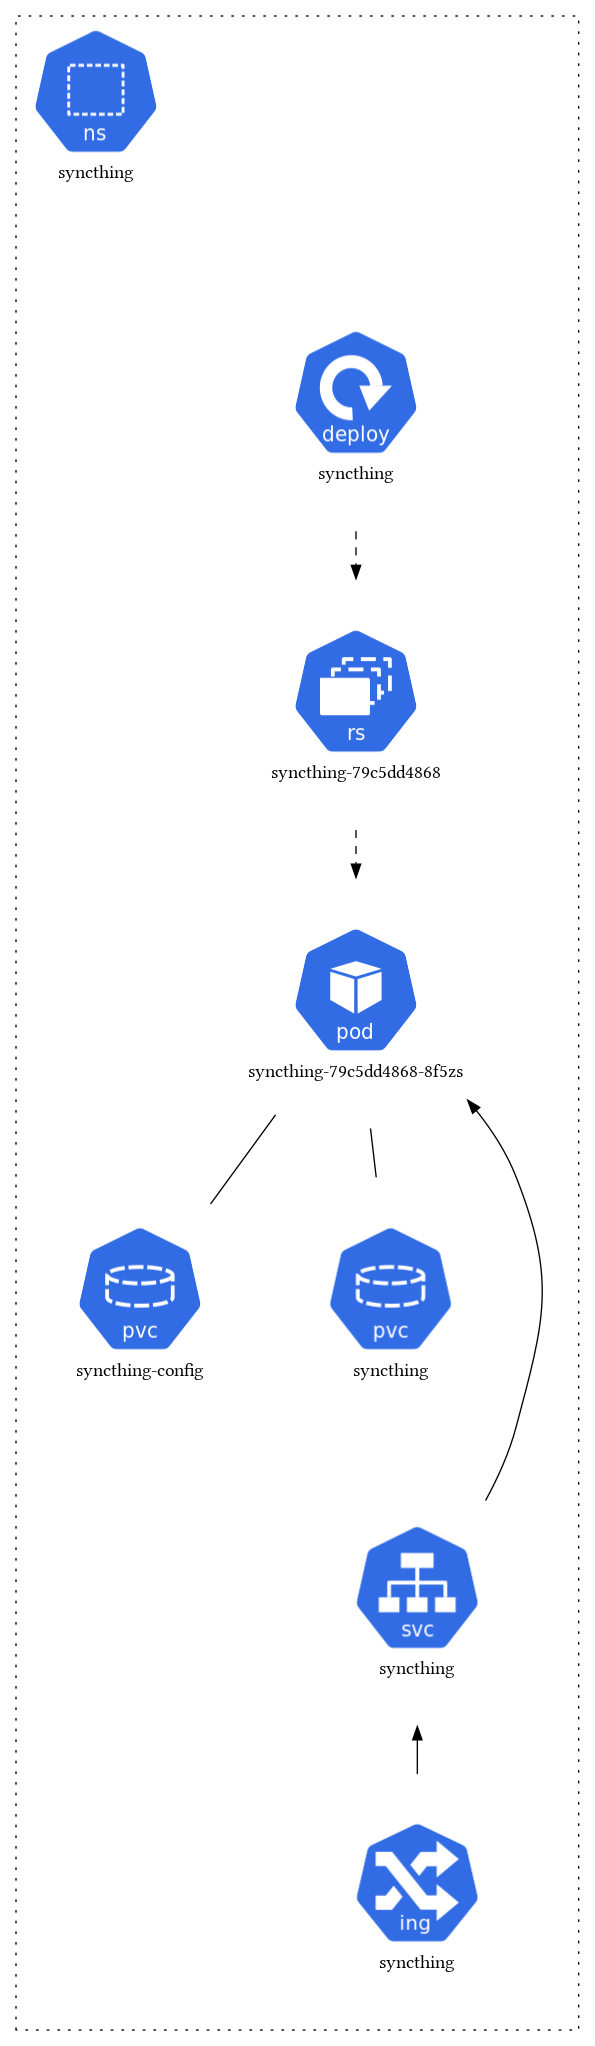 ns
syncthing
deploy
syncthing
rs
syncthing-79c5dd4868
pod
syncthing-79c5dd4868-8f5zs
pvc
syncthing-config
pvc
syncthing
svc
syncthing
ing
syncthing